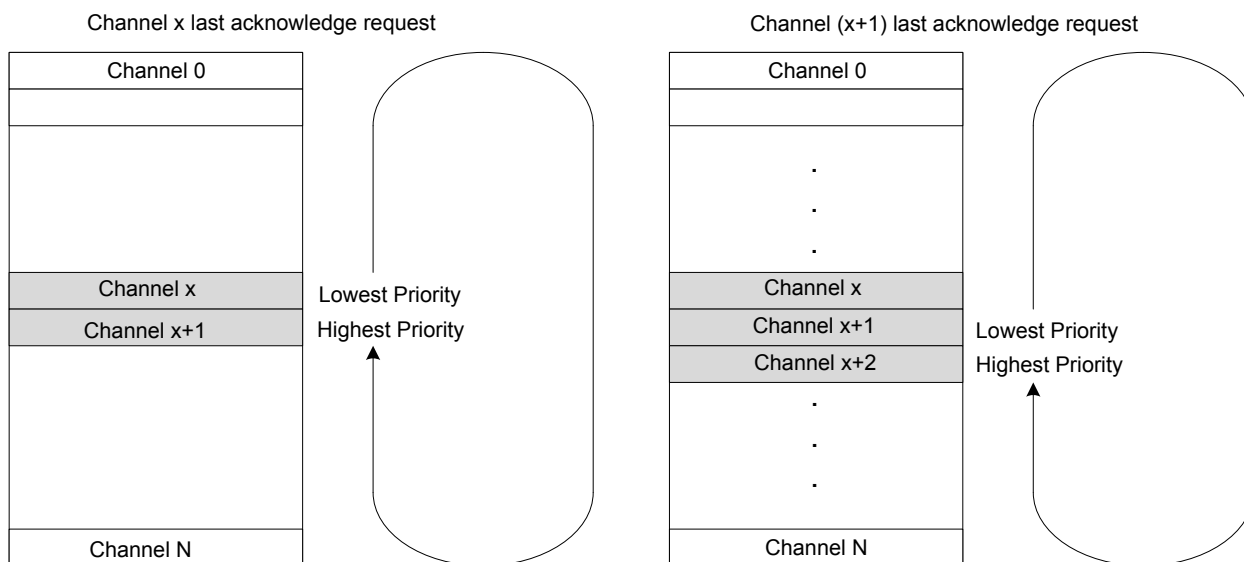 Channel x last acknowledge request
Channel 0
Channel x
Lowest Priority
Channel x+1
Highest Priority
Channel N
Channel (x+1) last acknowledge request
Channel 0
.
.
.
Channel x
Channel x+1
Lowest Priority
Channel x+2
Highest Priority
.
.
.
Channel N